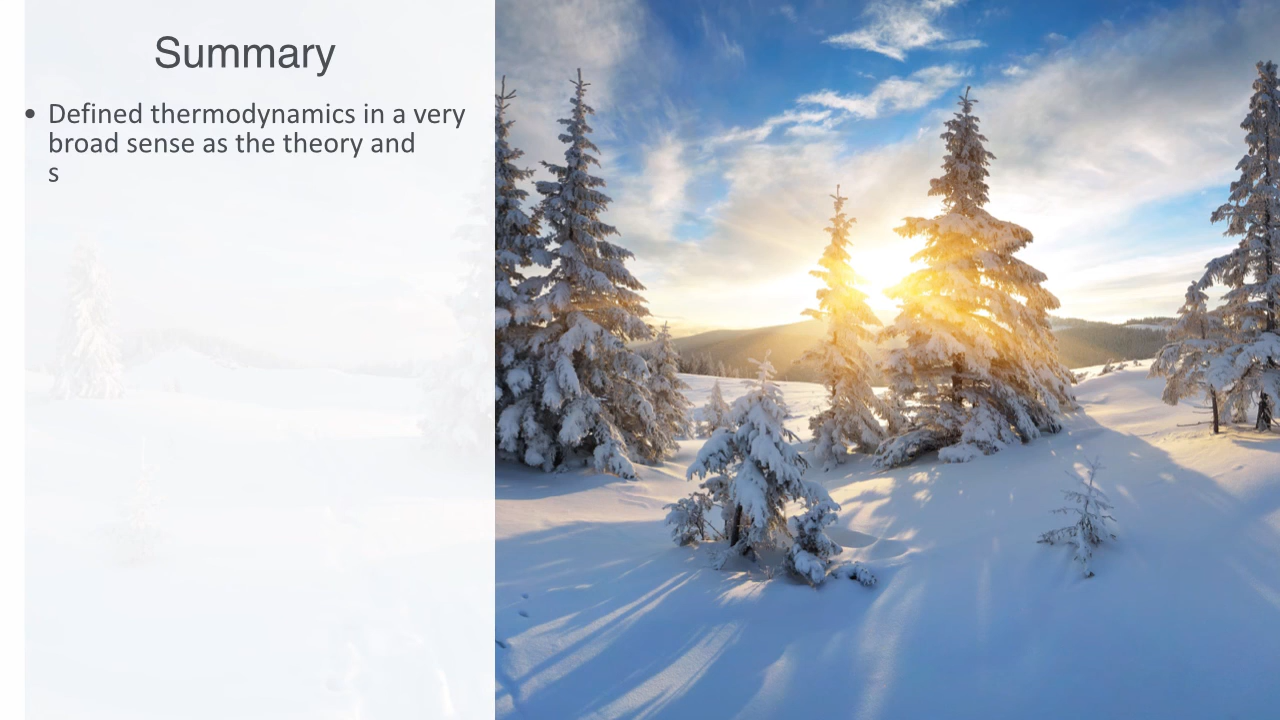 Summary
• Defined thermodynamics in a very
broad sense as the theory and
s